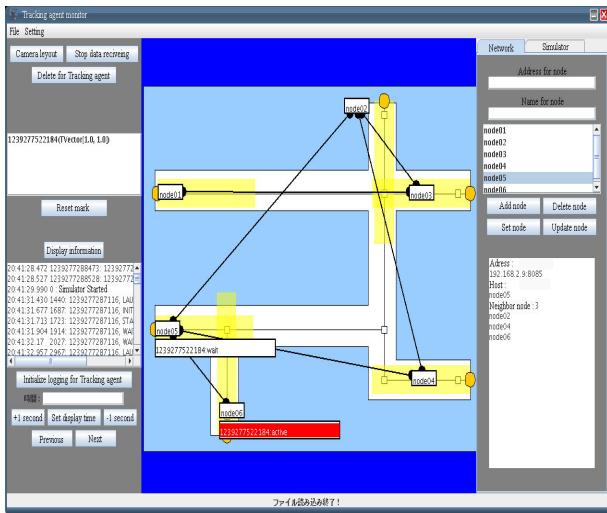 Tracking agent monitor
File Setting
Camera leyout
Stop data reciveing
Delete for Tracking agent
1239277522184(TVector[1.0, 1.0])
Reset mark
Display information
20:41:28.472 1239277288473: 1239277
20:41:28.527 1239277288528: 123927
20:41:29.990 0 : Simulator Started
20:41:31.430 1440: 1239277287116, LAU
20:41:31.677 1687: 1239277287116, INIT
20:41:31.713 1723: 1239277287116, STA
20:41:31.904 1914: 1239277287116, WAI
20:41:32.17 2027: 1239277287116, WAI
20:41:32.957 2967: 1239277287116, LAU
Initialize logging for Tracking agent
時間 :
+1 second
Set display time
-1 second
Previous
Next
node02
node01
node03
node05
1239277522184:wait
node04
node06
1239277522184:active
Network
Simulator
Address for node
Name for node
node01
node02
node03
node04
node05
node06
Add node
Delete node
Set node
Update node
Adress :
192.168.2.9:8085
Host :
node05
Neighbor node : 3
node02
node04
node06
ファイル読み込み終了！